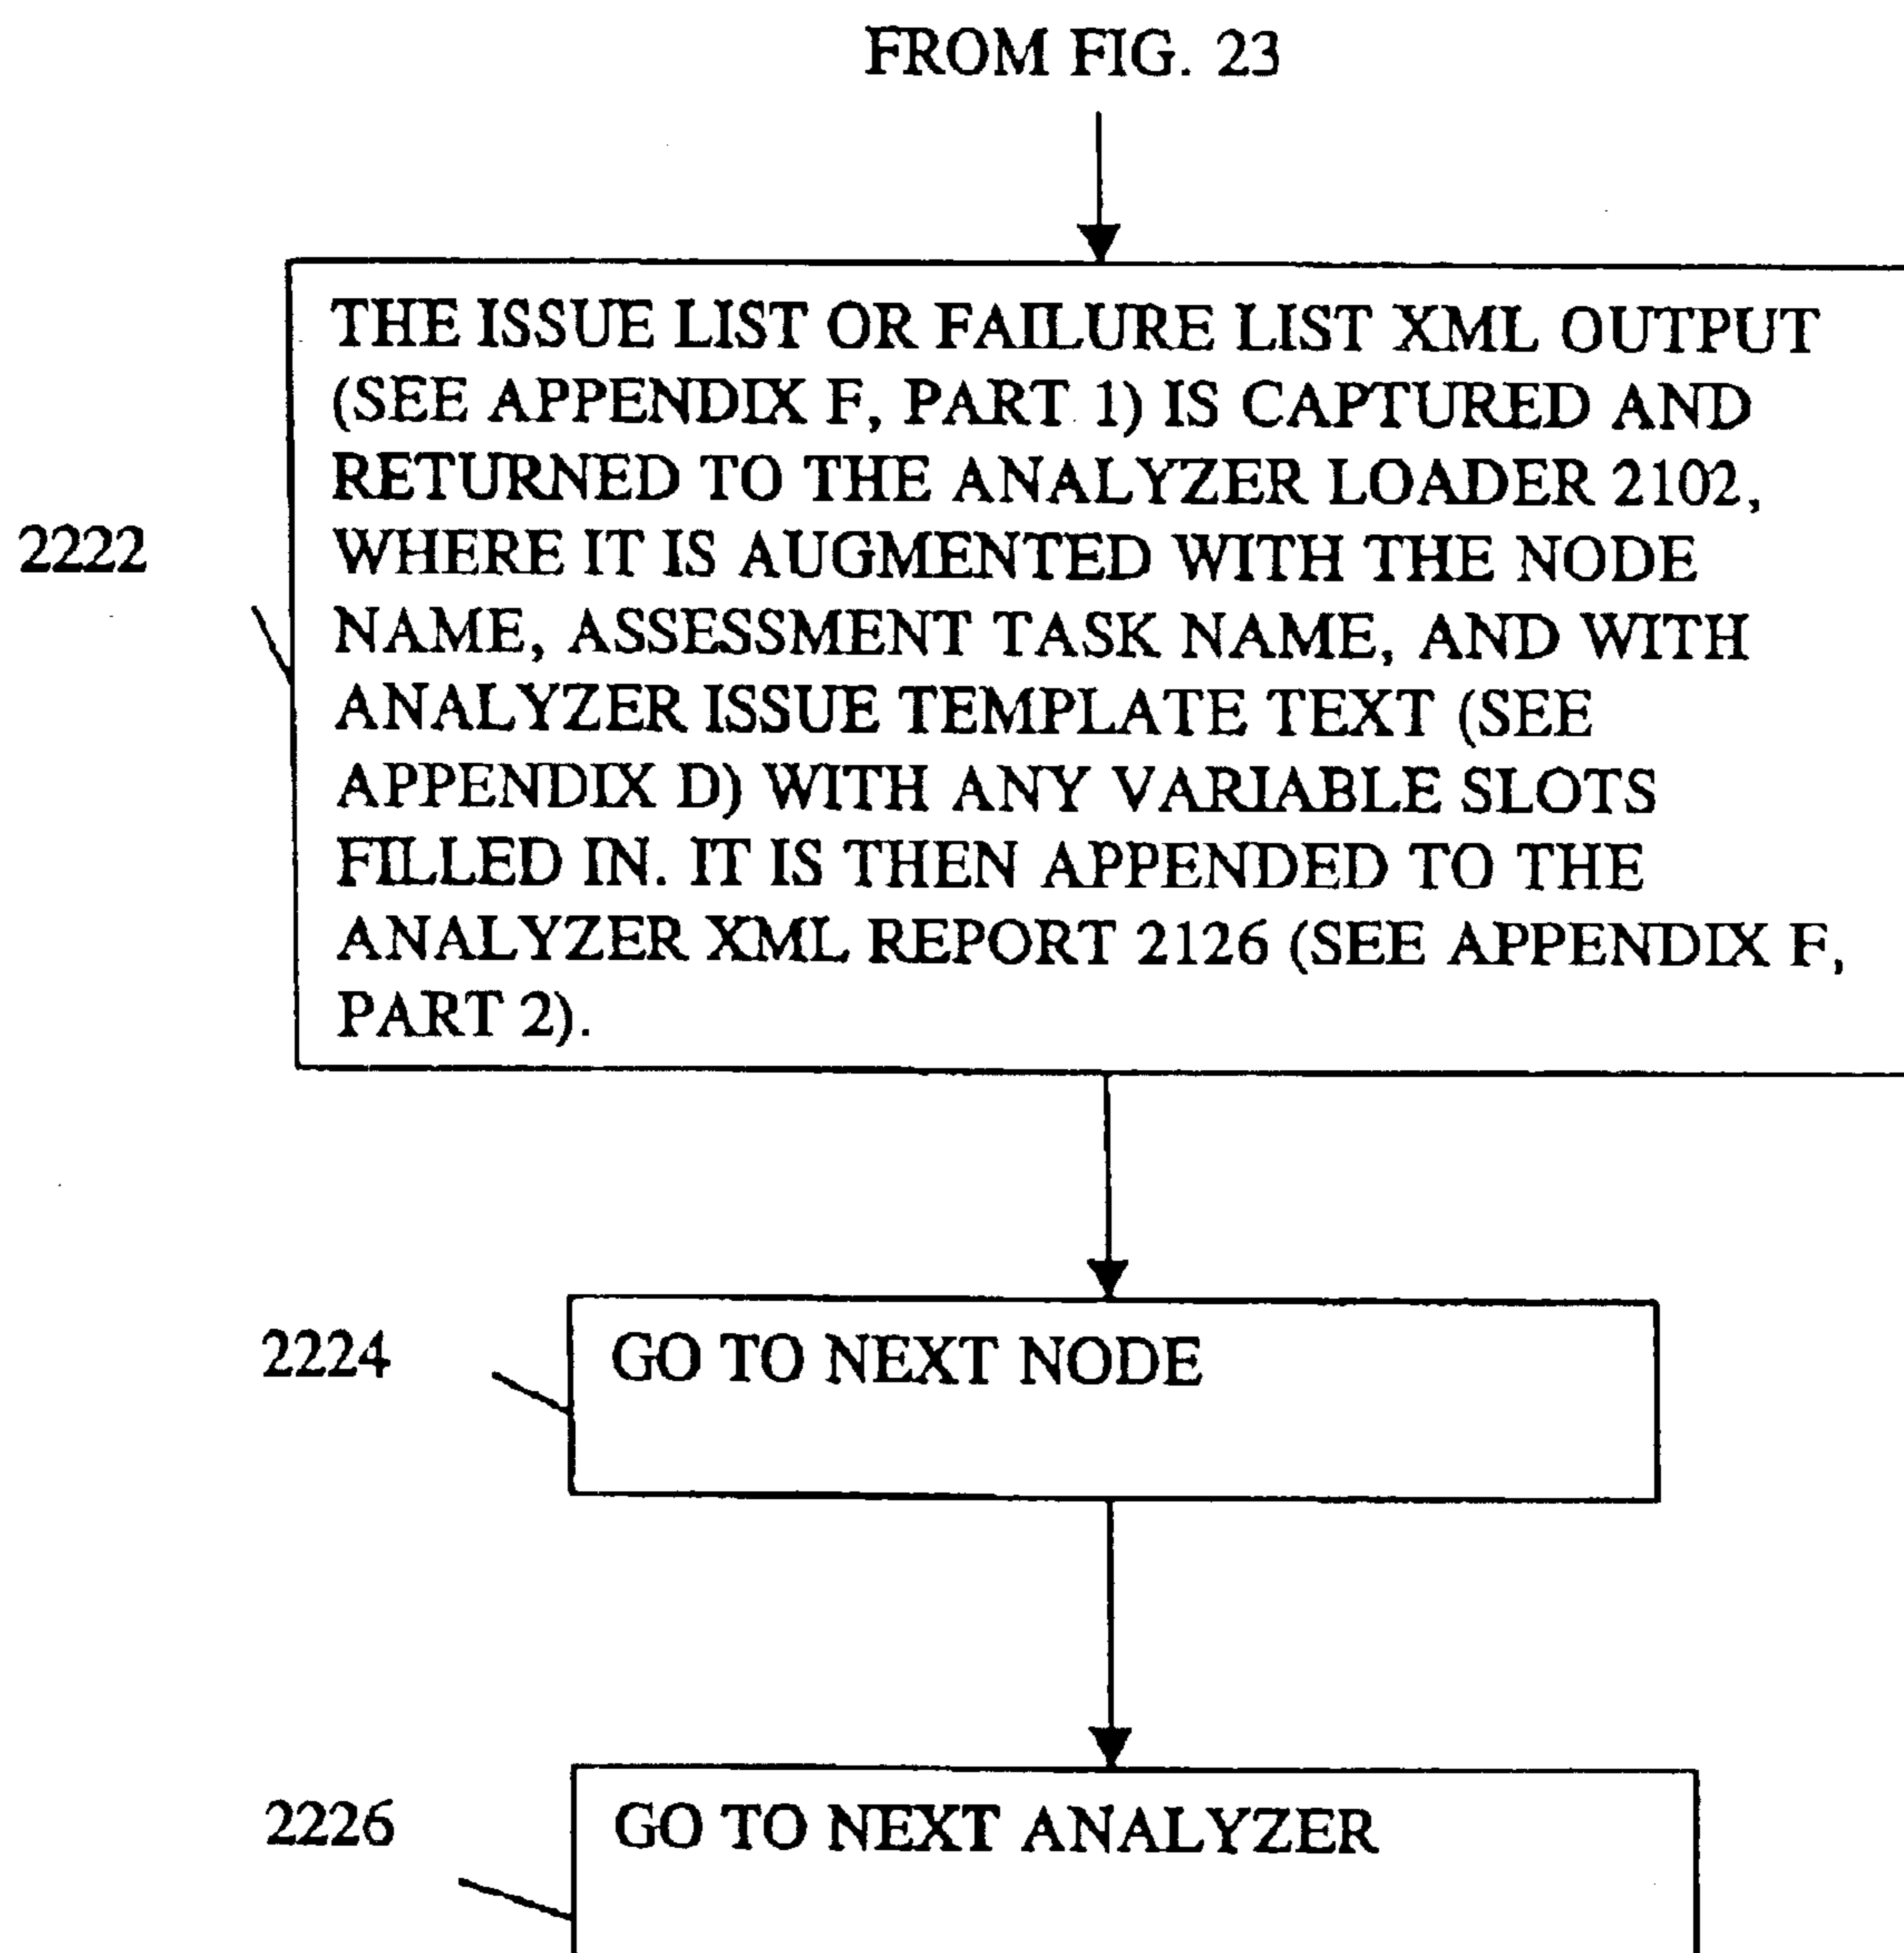 FROM FIG. 23
THE ISSUE LIST OR FAILURE LIST XML OUTPUT
(SEE APPENDIX F, PART 1) IS CAPTURED AND
RETURNED TO THE ANALYZER LOADER 2102,
2222
WHERE IT IS AUGMENTED WITH THE NODE
NAME, ASSESSMENT TASK NAME, AND WITH
ANALYZER ISSUE TEMPLATE TEXT (SEE
APPENDIX D) WITH ANY VARIABLE SLOTS
FILLED IN. IT IS THEN APPENDED TO THE
ANALYZER XML REPORT 2126 (SEE APPENDIX F,
PART 2).
2224
GO TO NEXT NODE
2226
GO TO NEXT ANALYZER